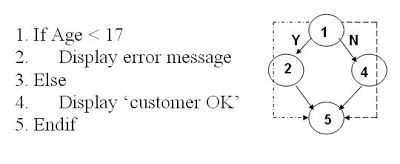 1. If Age < 17
2. Display error message
3. Else
4. Display ‘customer OK’
5. Endif
1
Y N
2 4
5